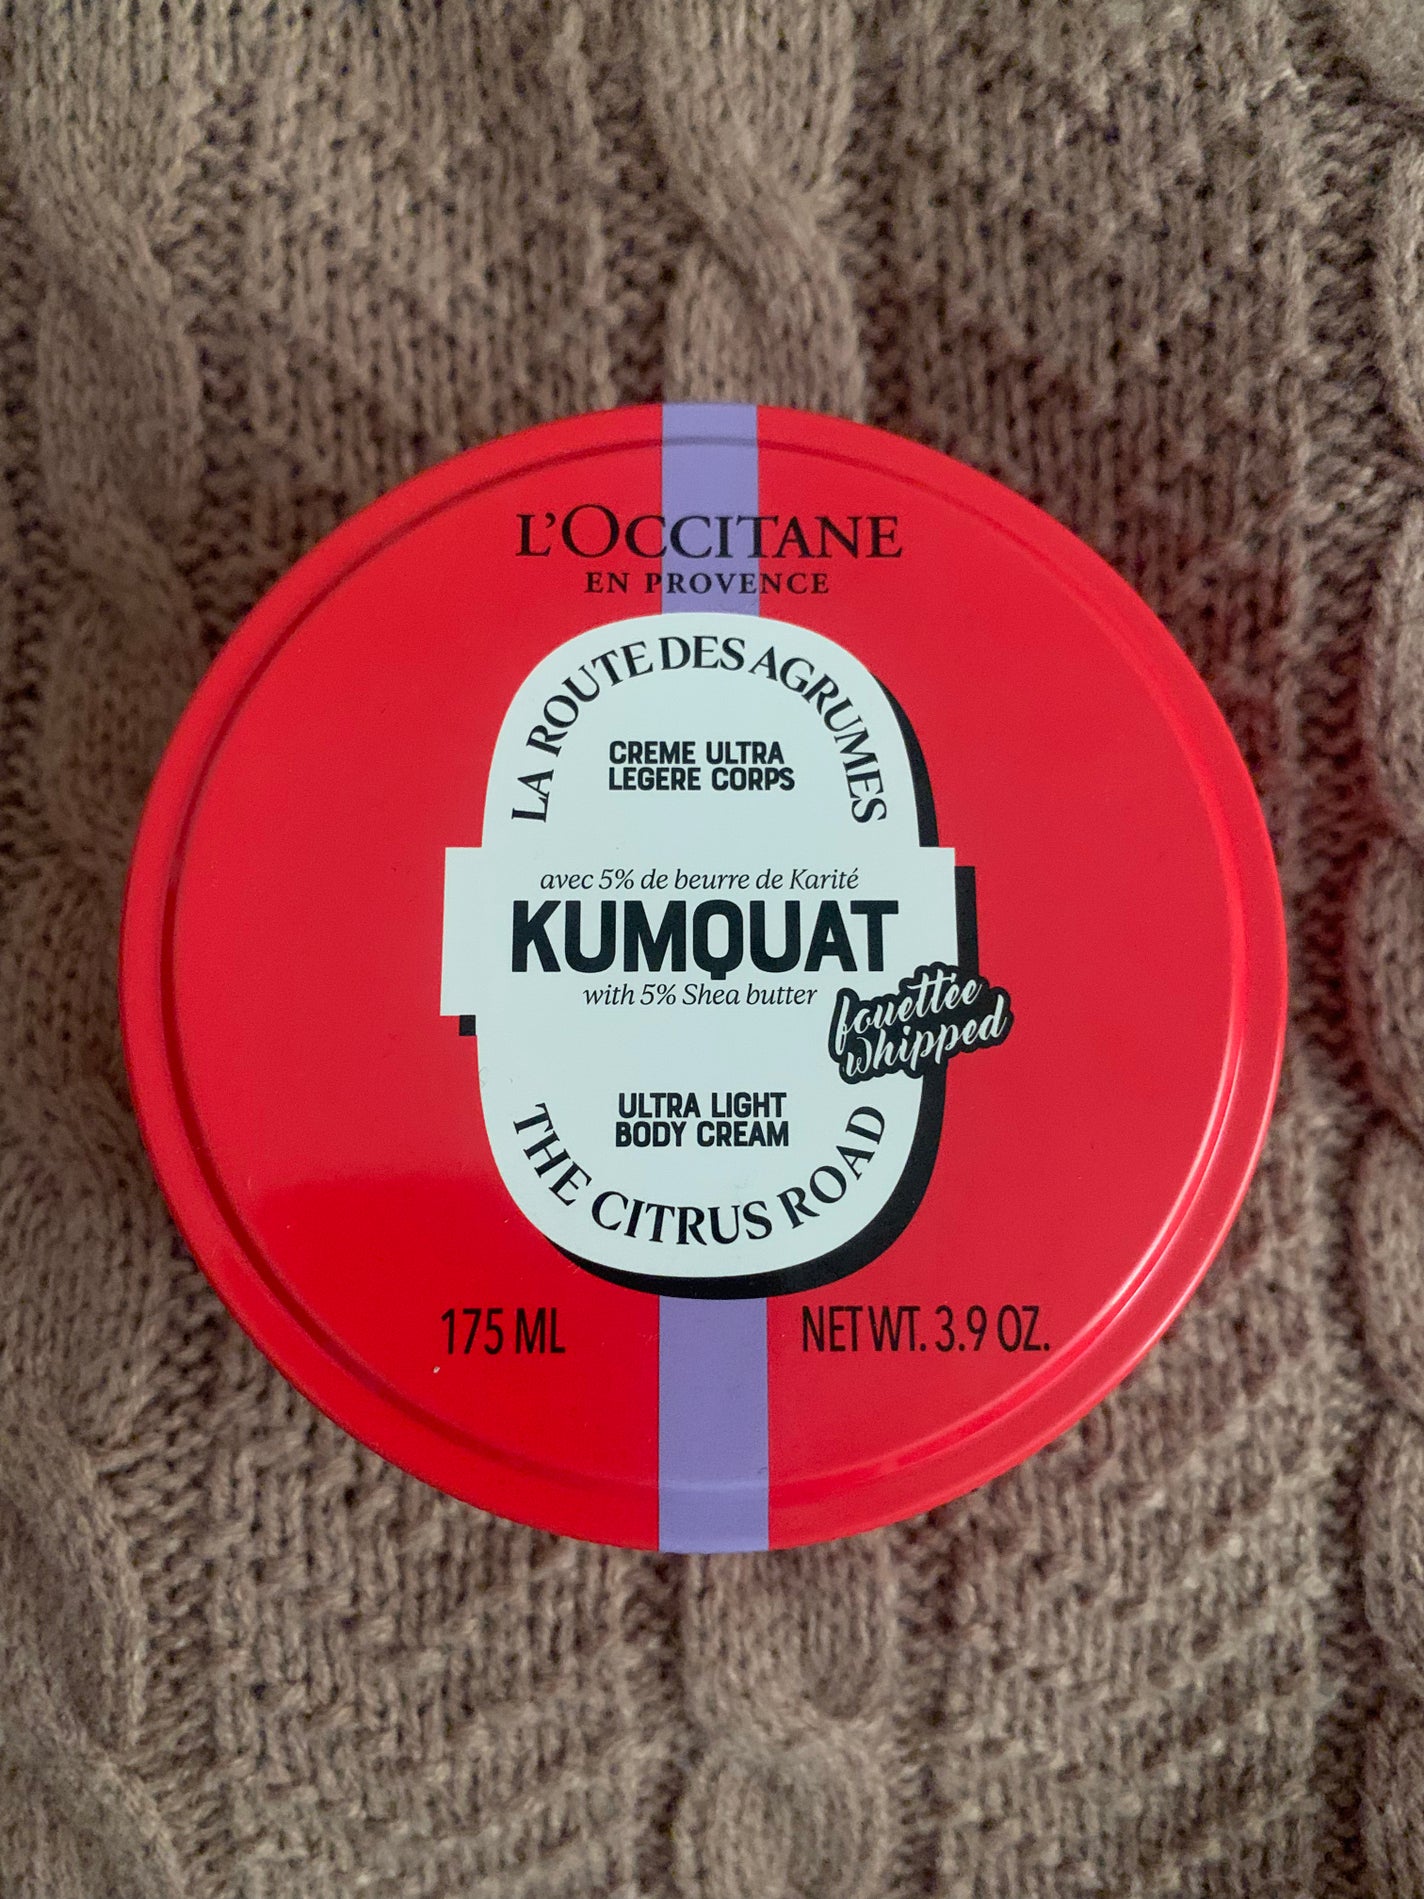 L'OCCITANE
EN PROVENCE
LA ROUTE DES AGRUMES
CREME ULTRA
LEGERE CORPS
avec 5% de beurre de Karité
KUMQUAT
with 5% Shea butter
fouettée
whipped
ULTRA LIGHT
BODY CREAM
THE CITRUS ROAD
175 ML
NET WT. 3.9 OZ.